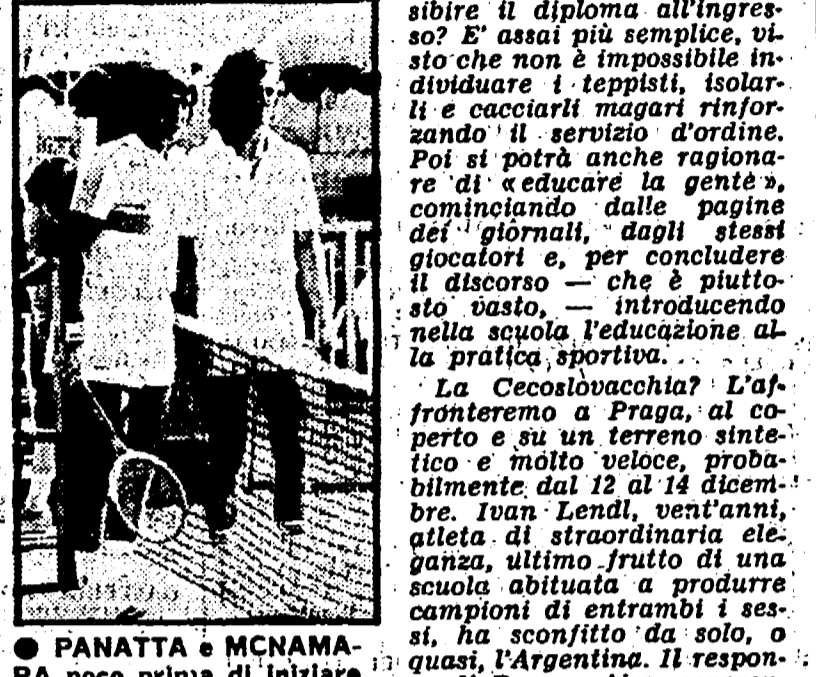 sibire il diploma all'ingres-
so? E' assai più semplice, vi-
sto che non è impossibile in-
dividuare i teppisti, isolar-
li e cacciarli magari rinfor-
zando il servizio d'ordine.
Poi si potrà anche ragiona-
re di «educare la gente»,
cominciando dalle pagine
dei giornali, dagli stessi
giocatori e, per concludere
il discorso — che è piutto-
sto vasto, — introducendo
nella scuola l'educazione al-
la pratica sportiva.
La Cecoslovacchia? L'af-
fronteremo a Praga, al co-
perto e su un terreno sinte-
tico e molto veloce, proba-
bilmente dal 12 al 14 dicem-
bre. Ivan Lendl, vent'anni,
atleta di straordinaria ele-
ganza, ultimo frutto di una
scuola abituata a produrre
campioni di entrambi i ses-
si, ha sconfitto da solo, o
quasi, l'Argentina. Il respon-
● PANATTA e MCNAMA-
RA poco prima di iniziare